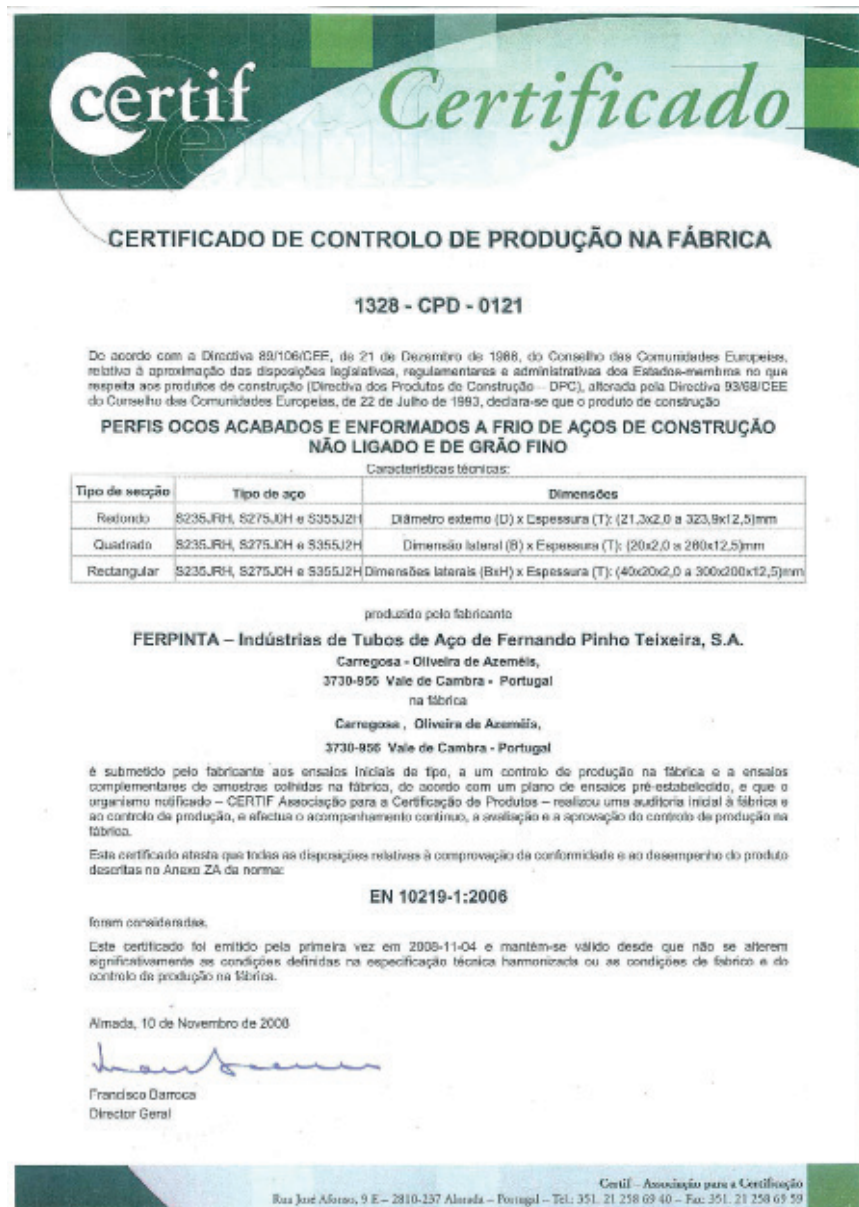 certif
Certificado
CERTIFICADO DE CONTROLO DE PRODUÇÃO NA FÁBRICA
1328 - CPD - 0121
De acordo com a Directiva 89/106/CEE, de 21 de Dezembro de 1988, do Conselho das Comunidades Europeias,
relativa à aproximação das disposições legislativas, regulamentares e administrativas dos Estados-membros no que
respeita aos produtos de construção (Directiva dos Produtos de Construção – DPC), alterada pela Directiva 93/68/CEE
do Conselho das Comunidades Europeias, de 22 de Julho de 1993, declara-se que o produto de construção
PERFIS OCOS ACABADOS E ENFORMADOS A FRIO DE AÇOS DE CONSTRUÇÃO
NÃO LIGADO E DE GRÃO FINO
Características técnicas:
Tipo de secção Tipo de aço Dimensões
Redondo S235JRH, S275J0H e S355J2H Diâmetro externo (D) x Espessura (T): (21,3x2,0 a 323,9x12,5)mm
Quadrado S235JRH, S275J0H e S355J2H Dimensão lateral (B) x Espessura (T): (20x2,0 a 260x12,5)mm
Rectangular S235JRH, S275J0H e S355J2H Dimensões laterais (BxH) x Espessura (T): (40x20x2,0 a 300x200x12,5)mm
produzido pelo fabricante
FERPINTA – Indústrias de Tubos de Aço de Fernando Pinho Teixeira, S.A.
Carregosa - Oliveira de Azeméis,
3730-956 Vale de Cambra - Portugal
na fábrica
Carregosa , Oliveira de Azeméis,
3730-956 Vale de Cambra - Portugal
é submetido pelo fabricante aos ensaios iniciais de tipo, a um controlo de produção na fábrica e a ensaios
complementares de amostras colhidas na fábrica, de acordo com um plano de ensaios pré-estabelecido, e que o
organismo notificado – CERTIF Associação para a Certificação de Produtos – realizou uma auditoria inicial à fábrica e
ao controlo de produção, e efectua o acompanhamento contínuo, a avaliação e a aprovação do controlo de produção na
fábrica.
Este certificado atesta que todas as disposições relativas à comprovação da conformidade e ao desempenho do produto
descritas no Anexo ZA da norma:
EN 10219-1:2006
foram consideradas.
Este certificado foi emitido pela primeira vez em 2008-11-04 e mantém-se válido desde que não se alterem
significativamente as condições definidas na especificação técnica harmonizada ou as condições de fabrico e do
controlo de produção na fábrica.
Almada, 10 de Novembro de 2008
Francisco Barroca
Director Geral
Certif – Associação para a Certificação
Rua José Afonso, 9 E – 2810-237 Almada – Portugal – Tel.: 351. 21 258 69 40 – Fax: 351. 21 258 69 59